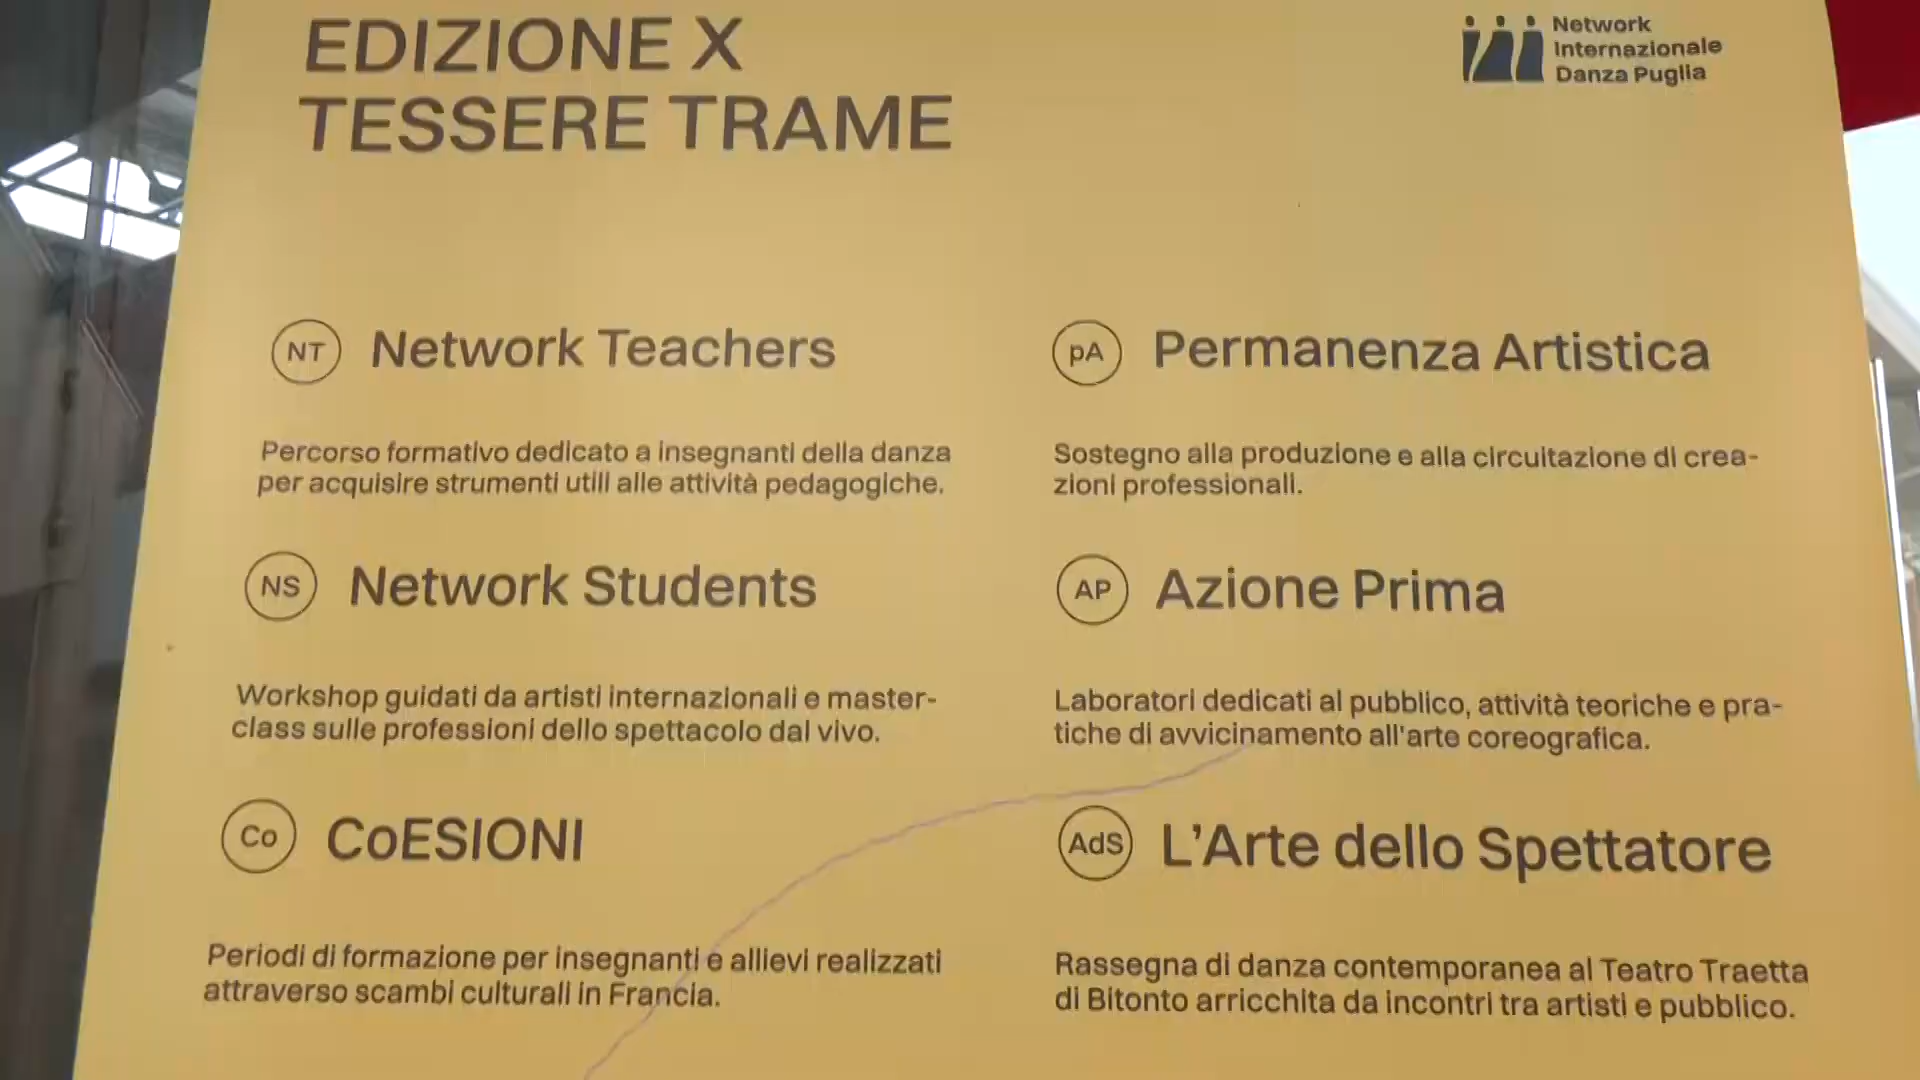 EDIZIONE X
TESSERE TRAME
Network
Internazionale
Danza Puglia
NT Network Teachers
Percorso formativo dedicato a insegnanti della danza
per acquisire strumenti utili alle attività pedagogiche.
NS Network Students
Workshop guidati da artisti internazionali e master-
class sulle professioni dello spettacolo dal vivo.
Co CoESIONI
Periodi di formazione per insegnanti e allievi realizzati
attraverso scambi culturali in Francia.
pA Permanenza Artistica
Sostegno alla produzione e alla circuitazione di crea-
zioni professionali.
AP Azione Prima
Laboratori dedicati al pubblico, attività teoriche e pra-
tiche di avvicinamento all'arte coreografica.
AdS L'Arte dello Spettatore
Rassegna di danza contemporanea al Teatro Traetta
di Bitonto arricchita da incontri tra artisti e pubblico.